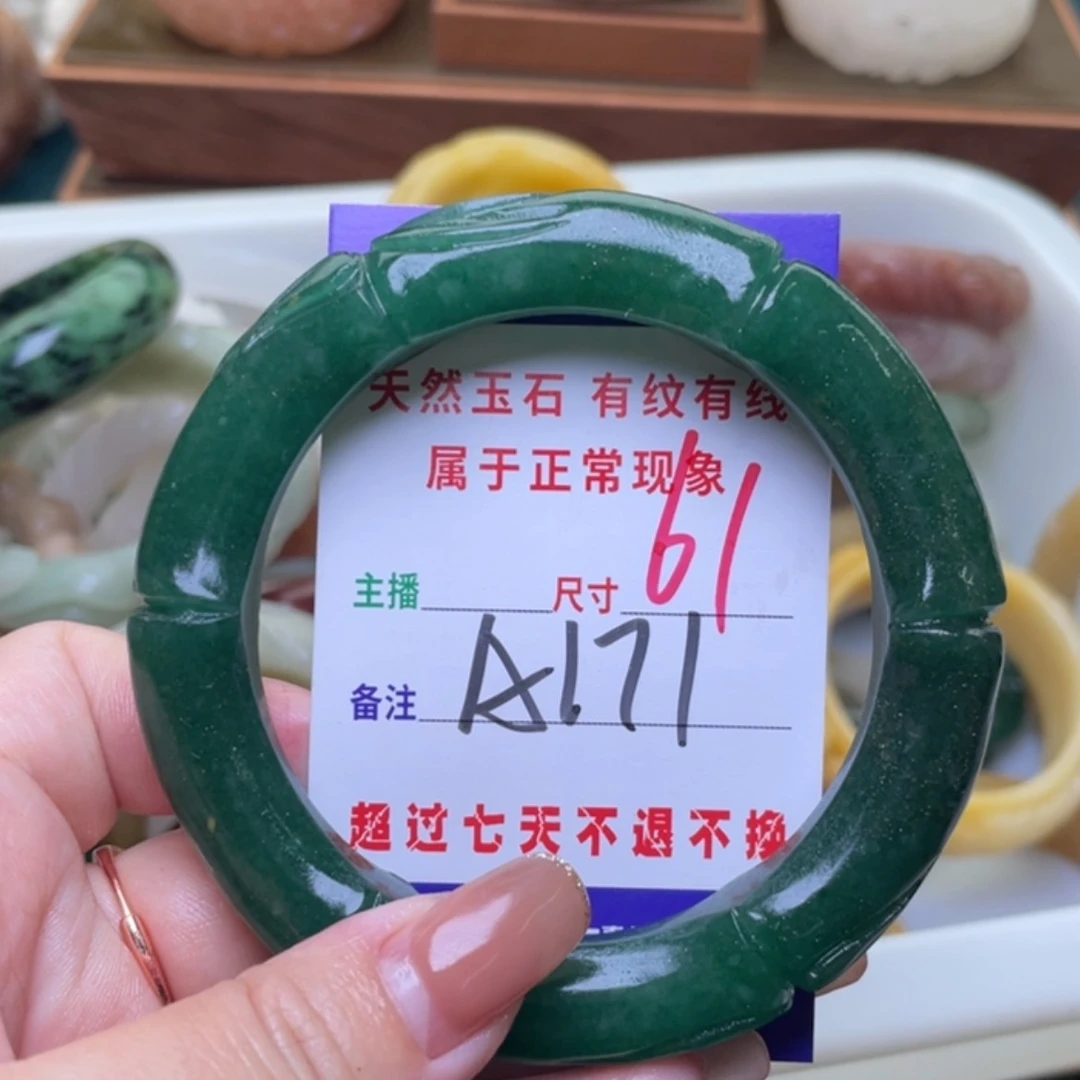 天然玉石 有纹有线
属于正常现象
主播 尺寸 61
备注 A171
超过七天不退不换